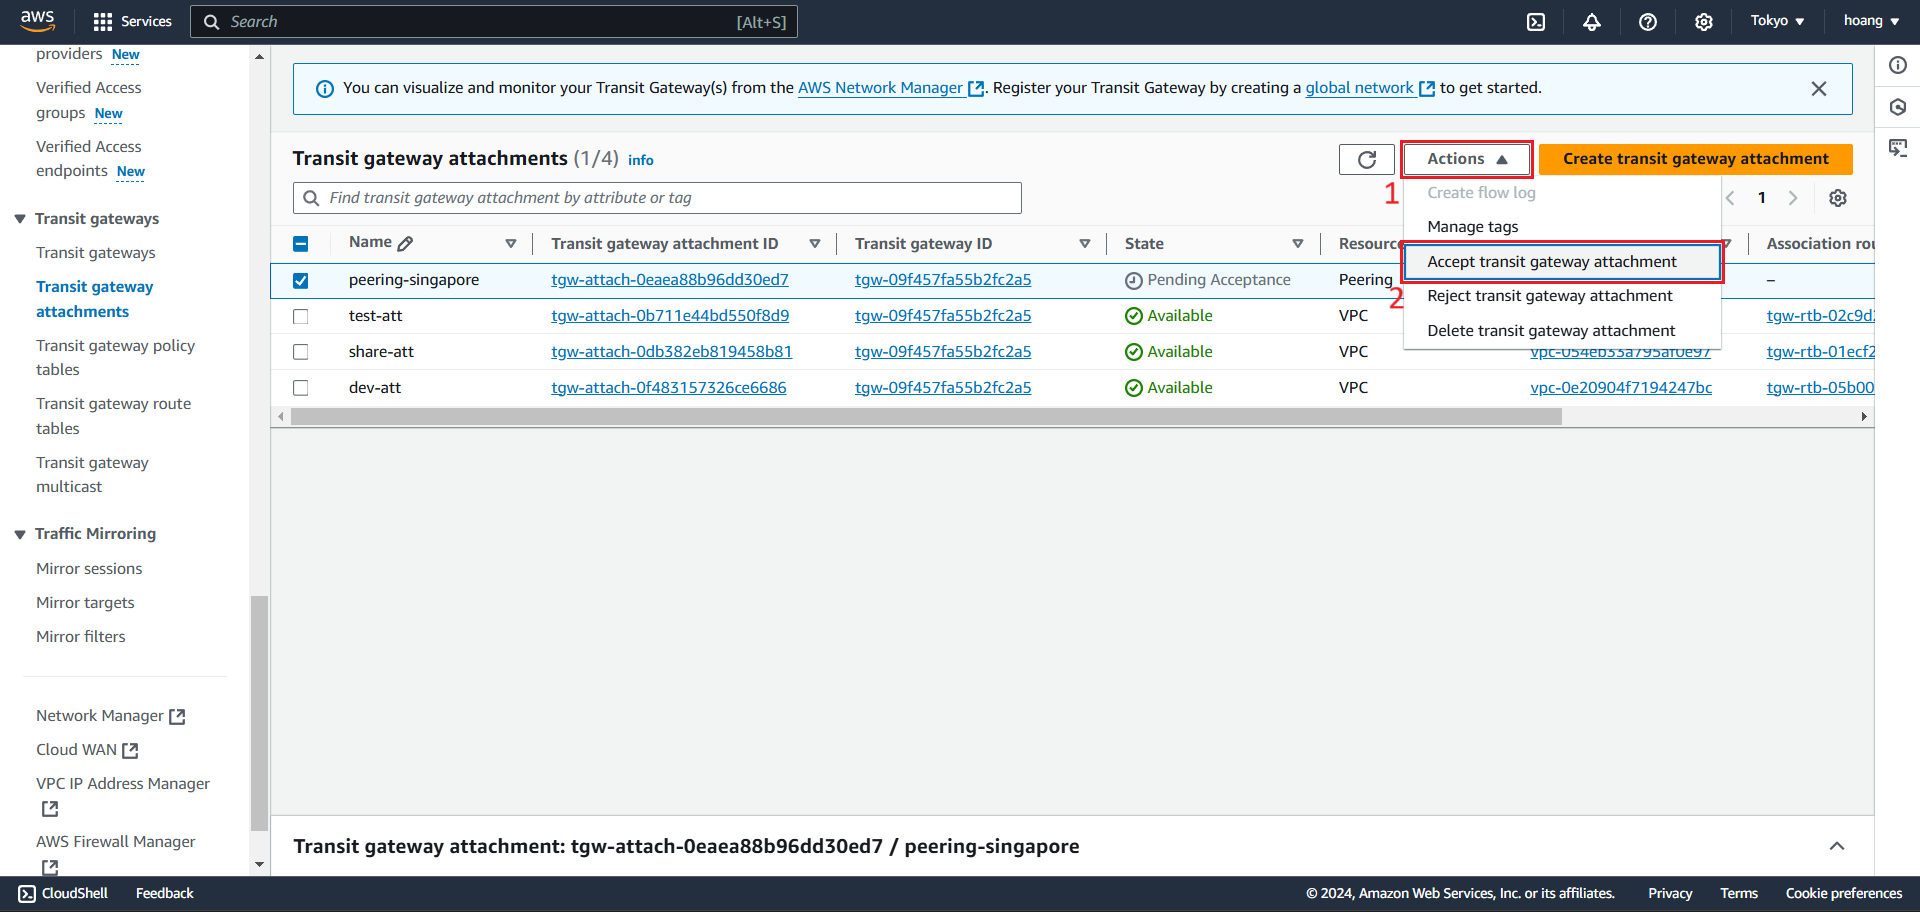 aws
Services
Search
[Alt+S]
Tokyo
hoang
providers New
Verified Access
groups New
Verified Access
endpoints New
Transit gateways
Transit gateways
Transit gateway
attachments
Transit gateway policy
tables
Transit gateway route
tables
Transit gateway
multicast
Traffic Mirroring
Mirror sessions
Mirror targets
Mirror filters
Network Manager
Cloud WAN
VPC IP Address Manager
AWS Firewall Manager
You can visualize and monitor your Transit Gateway(s) from the AWS Network Manager . Register your Transit Gateway by creating a global network to get started.
Transit gateway attachments (1/4) info
Actions
Create transit gateway attachment
1
Find transit gateway attachment by attribute or tag
1
Create flow log
Manage tags
Accept transit gateway attachment
2
Reject transit gateway attachment
Delete transit gateway attachment
Name Transit gateway attachment ID Transit gateway ID State Resourc Association rou
peering-singapore tgw-attach-0eaea88b96dd30ed7 tgw-09f457fa55b2fc2a5 Pending Acceptance Peering –
test-att tgw-attach-0b711e44bd550f8d9 tgw-09f457fa55b2fc2a5 Available VPC tgw-rtb-02c9d2
share-att tgw-attach-0db382eb819458b81 tgw-09f457fa55b2fc2a5 Available VPC vpc-054eb33a795af0e97 tgw-rtb-01ecf2
dev-att tgw-attach-0f483157326ce6686 tgw-09f457fa55b2fc2a5 Available VPC vpc-0e20904f7194247bc tgw-rtb-05b00
Transit gateway attachment: tgw-attach-0eaea88b96dd30ed7 / peering-singapore
CloudShell
Feedback
© 2024, Amazon Web Services, Inc. or its affiliates.
Privacy
Terms
Cookie preferences